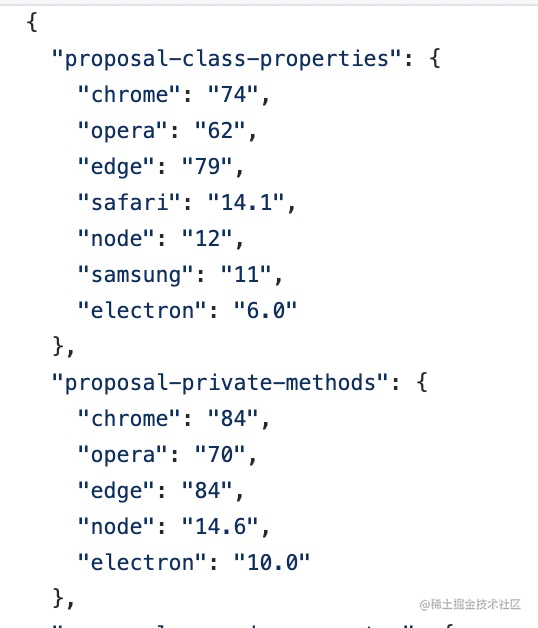 {
"proposal-class-properties": {
"chrome": "74",
"opera": "62",
"edge": "79",
"safari": "14.1",
"node": "12",
"samsung": "11",
"electron": "6.0"
},
"proposal-private-methods": {
"chrome": "84",
"opera": "70",
"edge": "84",
"node": "14.6",
"electron": "10.0"
},
@稀土掘金技术社区